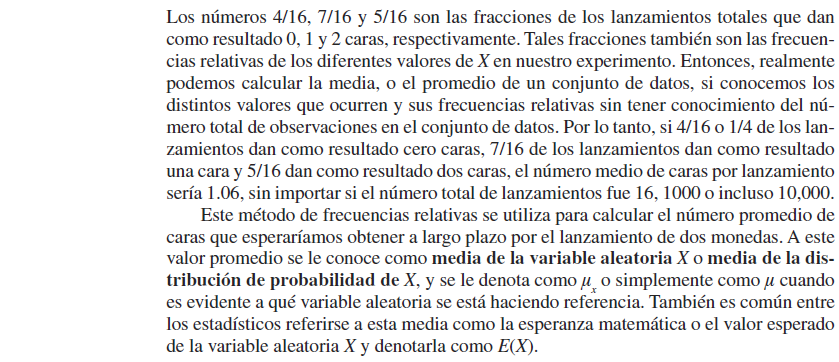 Los números 4/16, 7/16 y 5/16 son las fracciones de los lanzamientos totales que dan
como resultado 0, 1 y 2 caras, respectivamente. Tales fracciones también son las frecuen-
cias relativas de los diferentes valores de X en nuestro experimento. Entonces, realmente
podemos calcular la media, o el promedio de un conjunto de datos, si conocemos los
distintos valores que ocurren y sus frecuencias relativas sin tener conocimiento del nú-
mero total de observaciones en el conjunto de datos. Por lo tanto, si 4/16 o 1/4 de los lan-
zamientos dan como resultado cero caras, 7/16 de los lanzamientos dan como resultado
una cara y 5/16 dan como resultado dos caras, el número medio de caras por lanzamiento
sería 1.06, sin importar si el número total de lanzamientos fue 16, 1000 o incluso 10,000.
Este método de frecuencias relativas se utiliza para calcular el número promedio de
caras que esperaríamos obtener a largo plazo por el lanzamiento de dos monedas. A este
valor promedio se le conoce como media de la variable aleatoria X o media de la dis-
tribución de probabilidad de X, y se le denota como μₓ o simplemente como μ cuando
es evidente a qué variable aleatoria se está haciendo referencia. También es común entre
los estadísticos referirse a esta media como la esperanza matemática o el valor esperado
de la variable aleatoria X y denotarla como E(X).